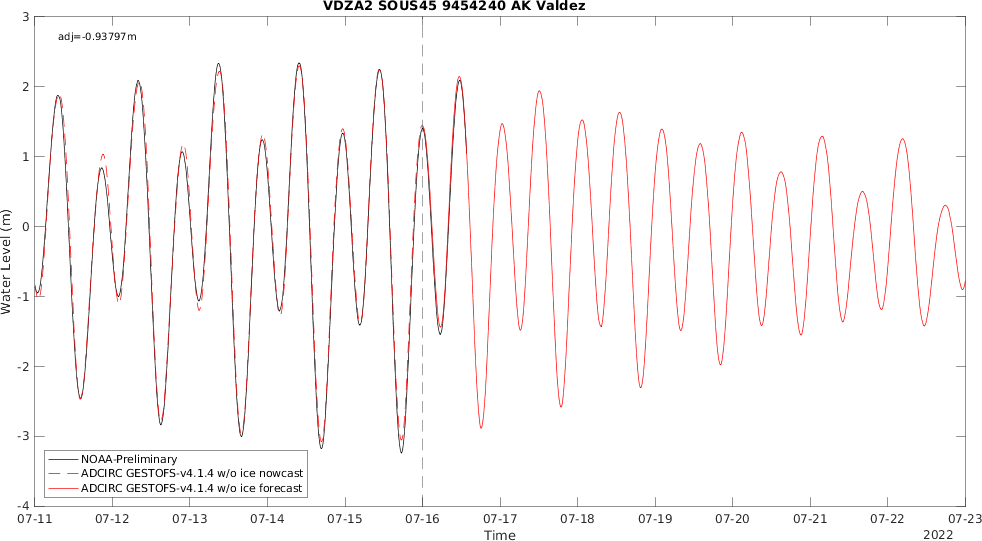 VDZA2 SOUS45 9454240 AK Valdez
adj=-0.93797m
3
2
1
0
-1
-2
-3
-4
Water Level (m)
NOAA-Preliminary
ADCIRC GESTOFS-v4.1.4 w/o ice nowcast
ADCIRC GESTOFS-v4.1.4 w/o ice forecast
07-11 07-12 07-13 07-14 07-15 07-16 07-17 07-18 07-19 07-20 07-21 07-22 07-23
Time
2022